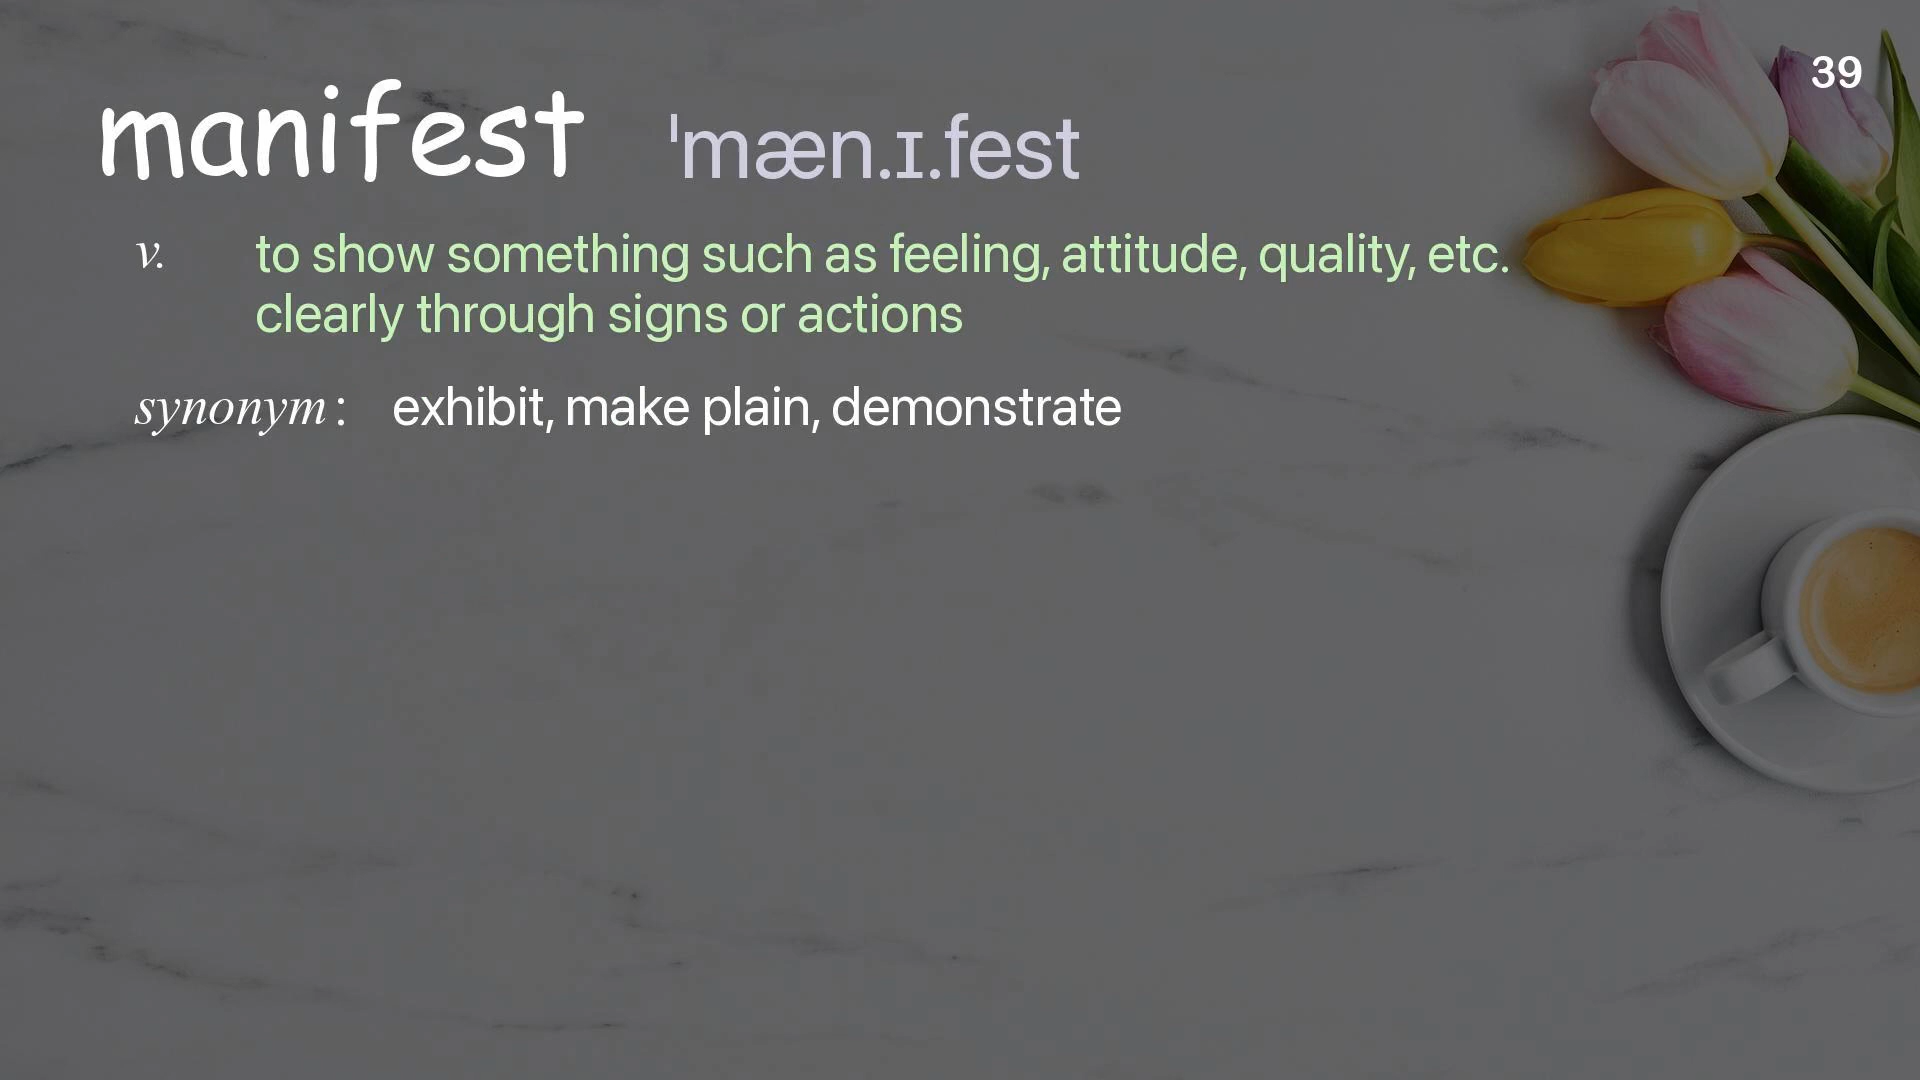 39
manifest ˈmæn.ɪ.fest
v. to show something such as feeling, attitude, quality, etc.
clearly through signs or actions
synonym : exhibit, make plain, demonstrate